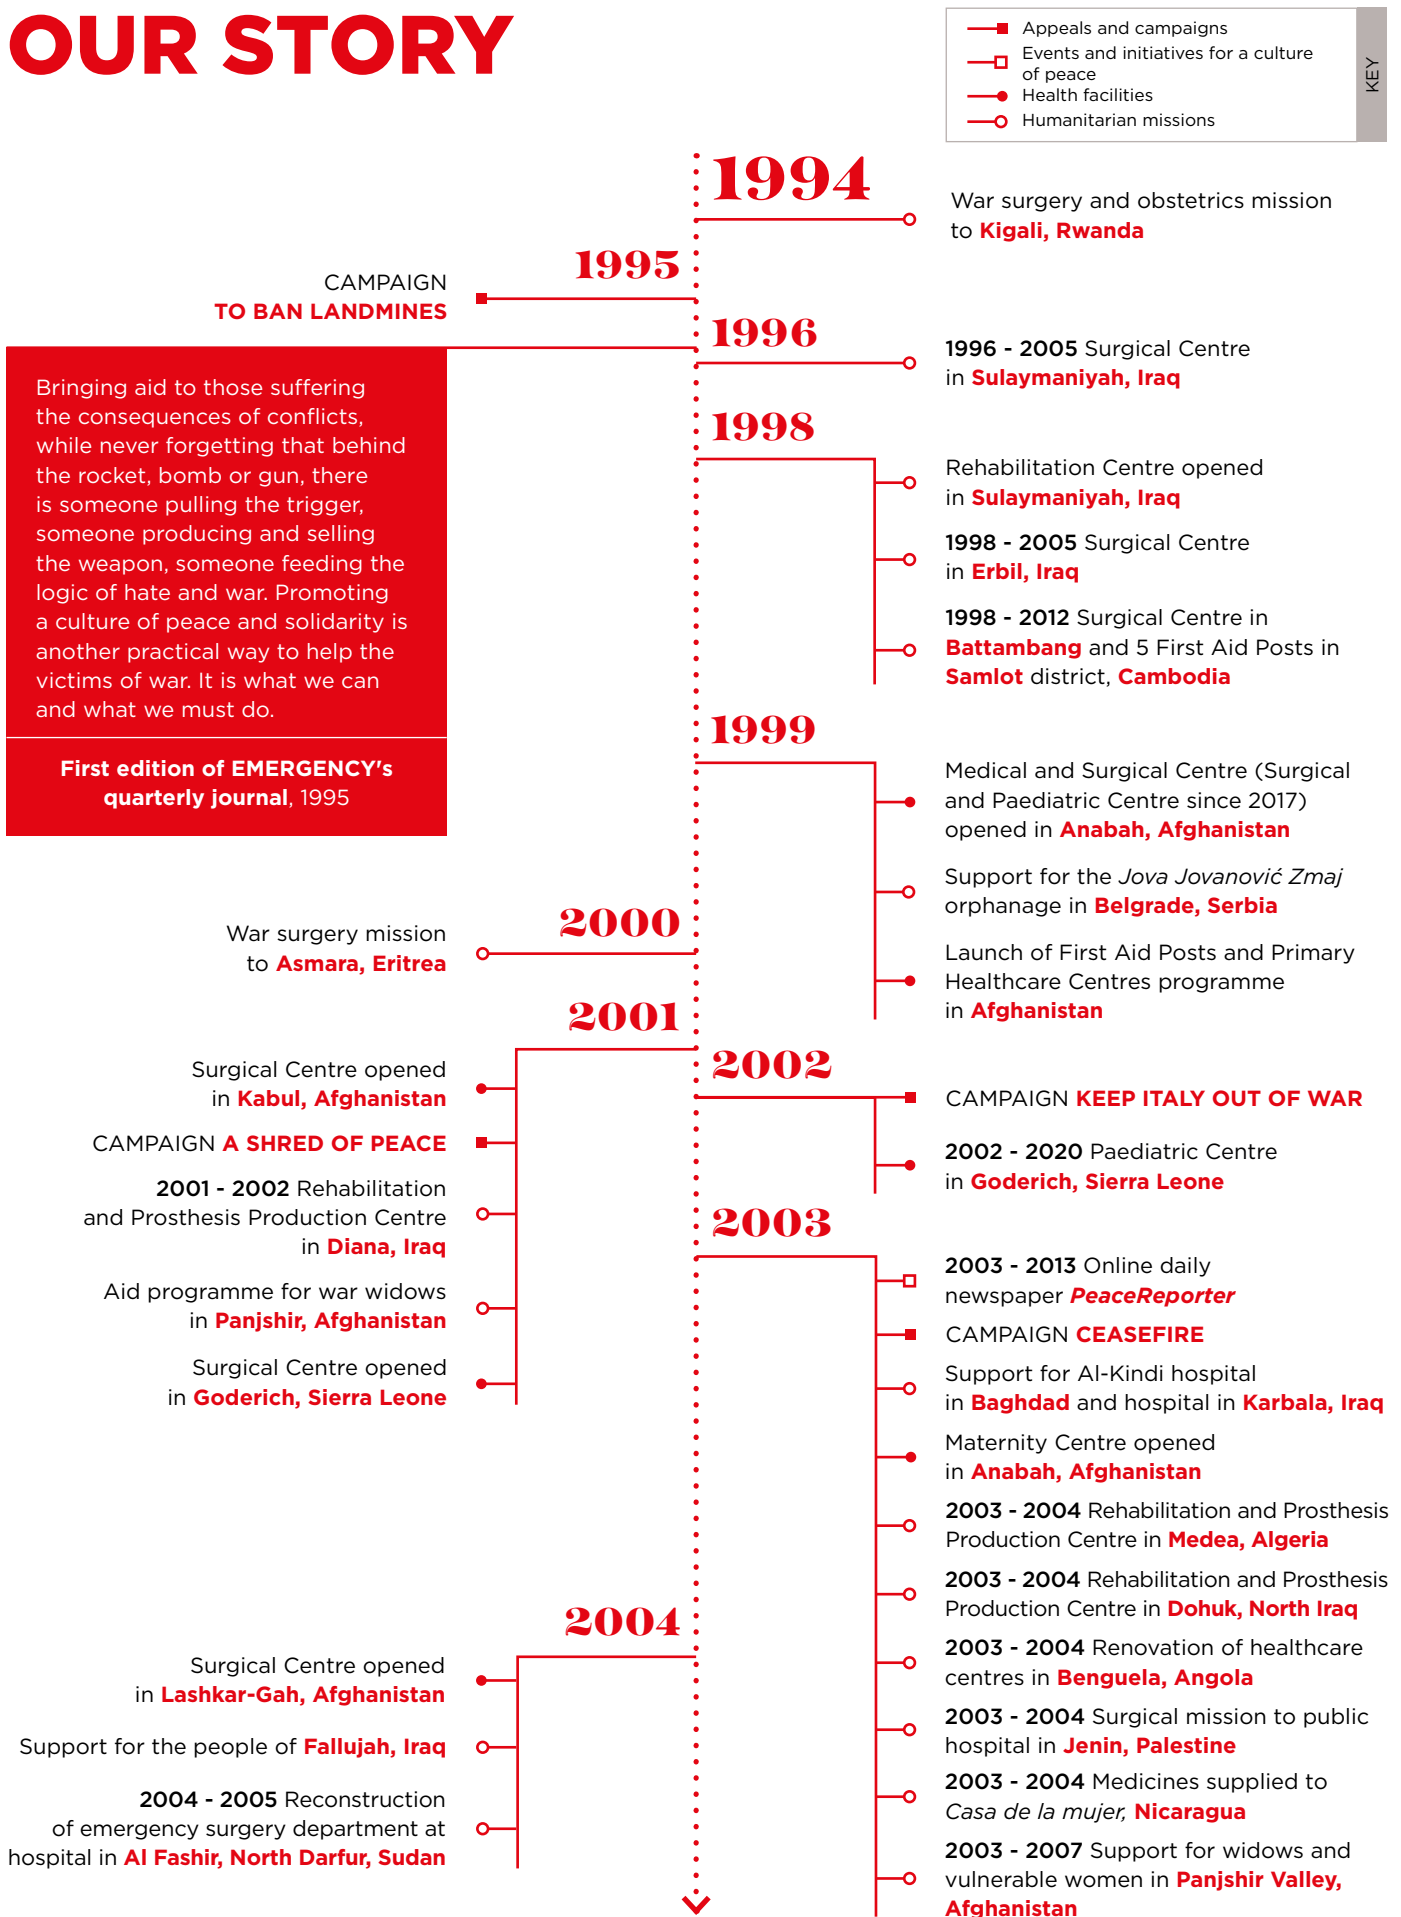 OUR STORY
Appeals and campaigns
Events and initiatives for a culture
of peace
Health facilities
Humanitarian missions
KEY
1994
War surgery and obstetrics mission
to Kigali, Rwanda
1995
CAMPAIGN
TO BAN LANDMINES
Bringing aid to those suffering
the consequences of conflicts,
while never forgetting that behind
the rocket, bomb or gun, there
is someone pulling the trigger,
someone producing and selling
the weapon, someone feeding the
logic of hate and war. Promoting
a culture of peace and solidarity is
another practical way to help the
victims of war. It is what we can
and what we must do.
First edition of EMERGENCY's
quarterly journal, 1995
1996
1996 - 2005 Surgical Centre
in Sulaymaniyah, Iraq
1998
Rehabilitation Centre opened
in Sulaymaniyah, Iraq
1998 - 2005 Surgical Centre
in Erbil, Iraq
1998 - 2012 Surgical Centre in
Battambang and 5 First Aid Posts in
Samlot district, Cambodia
1999
Medical and Surgical Centre (Surgical
and Paediatric Centre since 2017)
opened in Anabah, Afghanistan
Support for the Jova Jovanović Zmaj
orphanage in Belgrade, Serbia
Launch of First Aid Posts and Primary
Healthcare Centres programme
in Afghanistan
2000
War surgery mission
to Asmara, Eritrea
2001
Surgical Centre opened
in Kabul, Afghanistan
CAMPAIGN A SHRED OF PEACE
2001 - 2002 Rehabilitation
and Prosthesis Production Centre
in Diana, Iraq
Aid programme for war widows
in Panjshir, Afghanistan
Surgical Centre opened
in Goderich, Sierra Leone
2002
CAMPAIGN KEEP ITALY OUT OF WAR
2002 - 2020 Paediatric Centre
in Goderich, Sierra Leone
2003
2003 - 2013 Online daily
newspaper PeaceReporter
CAMPAIGN CEASEFIRE
Support for Al-Kindi hospital
in Baghdad and hospital in Karbala, Iraq
Maternity Centre opened
in Anabah, Afghanistan
2003 - 2004 Rehabilitation and Prosthesis
Production Centre in Medea, Algeria
2003 - 2004 Rehabilitation and Prosthesis
Production Centre in Dohuk, North Iraq
2003 - 2004 Renovation of healthcare
centres in Benguela, Angola
2003 - 2004 Surgical mission to public
hospital in Jenin, Palestine
2003 - 2004 Medicines supplied to
Casa de la mujer, Nicaragua
2003 - 2007 Support for widows and
vulnerable women in Panjshir Valley,
Afghanistan
2004
Surgical Centre opened
in Lashkar-Gah, Afghanistan
Support for the people of Fallujah, Iraq
2004 - 2005 Reconstruction
of emergency surgery department at
hospital in Al Fashir, North Darfur, Sudan